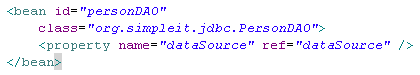 <bean id="personDAO"
class="org.simpleit.jdbc.PersonDAO">
<property name="dataSource" ref="dataSource" />
</bean>